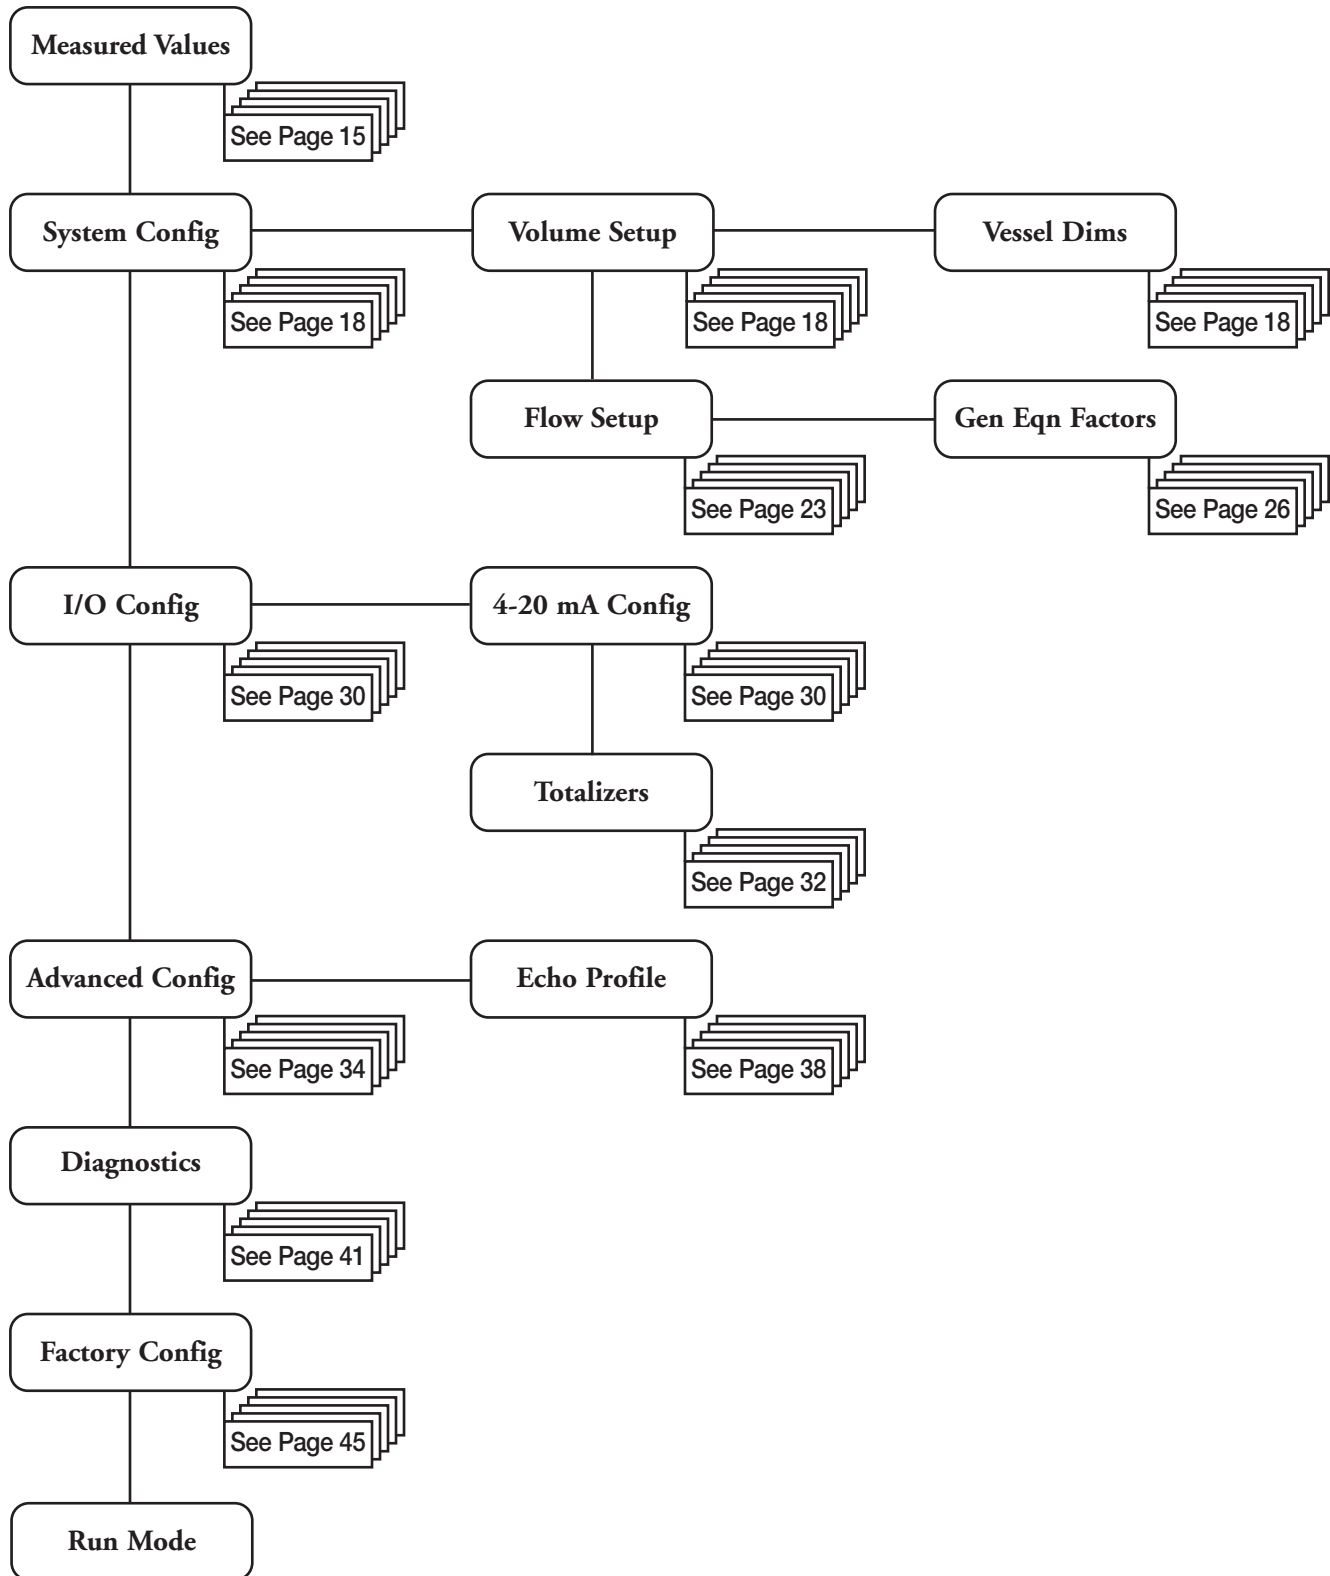 Measured Values
See Page 15
System Config
Volume Setup
Vessel Dims
See Page 18
See Page 18
See Page 18
Flow Setup
Gen Eqn Factors
See Page 23
See Page 26
I/O Config
4-20 mA Config
See Page 30
See Page 30
Totalizers
See Page 32
Advanced Config
Echo Profile
See Page 34
See Page 38
Diagnostics
See Page 41
Factory Config
See Page 45
Run Mode